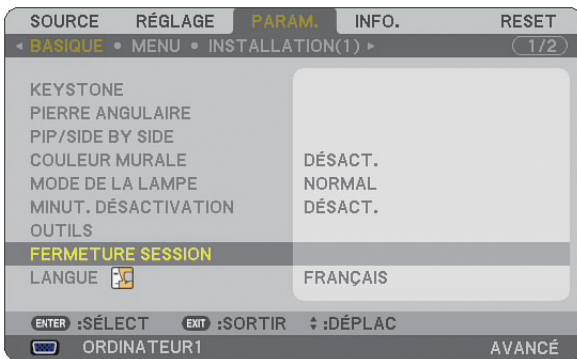 SOURCE RÉGLAGE PARAM. INFO. RESET
BASIQUE • MENU • INSTALLATION(1) 1/2
KEYSTONE
PIERRE ANGULAIRE
PIP/SIDE BY SIDE
COULEUR MURALE DÉSACT.
MODE DE LA LAMPE NORMAL
MINUT. DÉSACTIVATION DÉSACT.
OUTILS
FERMETURE SESSION
LANGUE FRANÇAIS
ENTER :SÉLECT EXIT :SORTIR :DÉPLAC
ORDINATEUR1 AVANCÉ